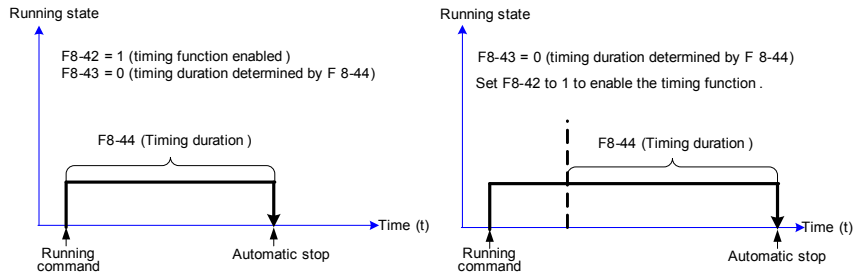 Running state
F8-42 = 1 (timing function enabled )
F8-43 = 0 (timing duration determined by F 8-44)
F8-44 (Timing duration )
Time (t)
Running
command
Automatic stop
Running state
F8-43 = 0 (timing duration determined by F 8-44)
Set F8-42 to 1 to enable the timing function .
F8-44 (Timing duration )
Time (t)
Running
command
Automatic stop